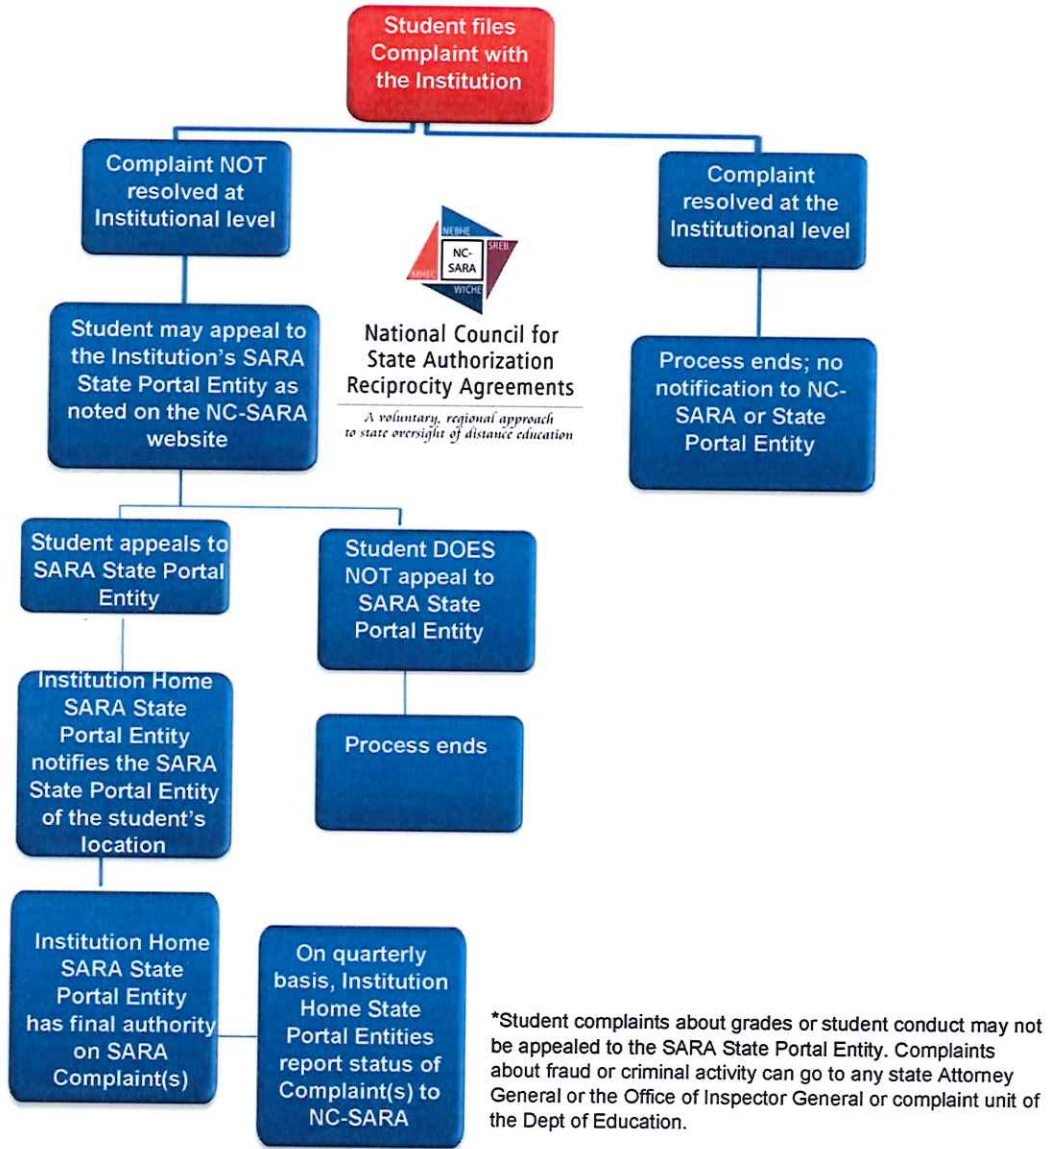 Student files
Complaint with
the Institution
Complaint NOT
resolved at
Institutional level
Complaint
resolved at the
Institutional level
NEBHE
SREB
NC-
SARA
MHEC
WICHE
National Council for
State Authorization
Reciprocity Agreements
A voluntary, regional approach
to state oversight of distance education
Student may appeal to
the Institution's SARA
State Portal Entity as
noted on the NC-SARA
website
Process ends; no
notification to NC-
SARA or State
Portal Entity
Student appeals to
SARA State Portal
Entity
Student DOES
NOT appeal to
SARA State
Portal Entity
Institution Home
SARA State
Portal Entity
notifies the SARA
State Portal Entity
of the student's
location
Process ends
Institution Home
SARA State
Portal Entity
has final authority
on SARA
Complaint(s)
On quarterly
basis, Institution
Home State
Portal Entities
report status of
Complaint(s) to
NC-SARA
*Student complaints about grades or student conduct may not
be appealed to the SARA State Portal Entity. Complaints
about fraud or criminal activity can go to any state Attorney
General or the Office of Inspector General or complaint unit of
the Dept of Education.